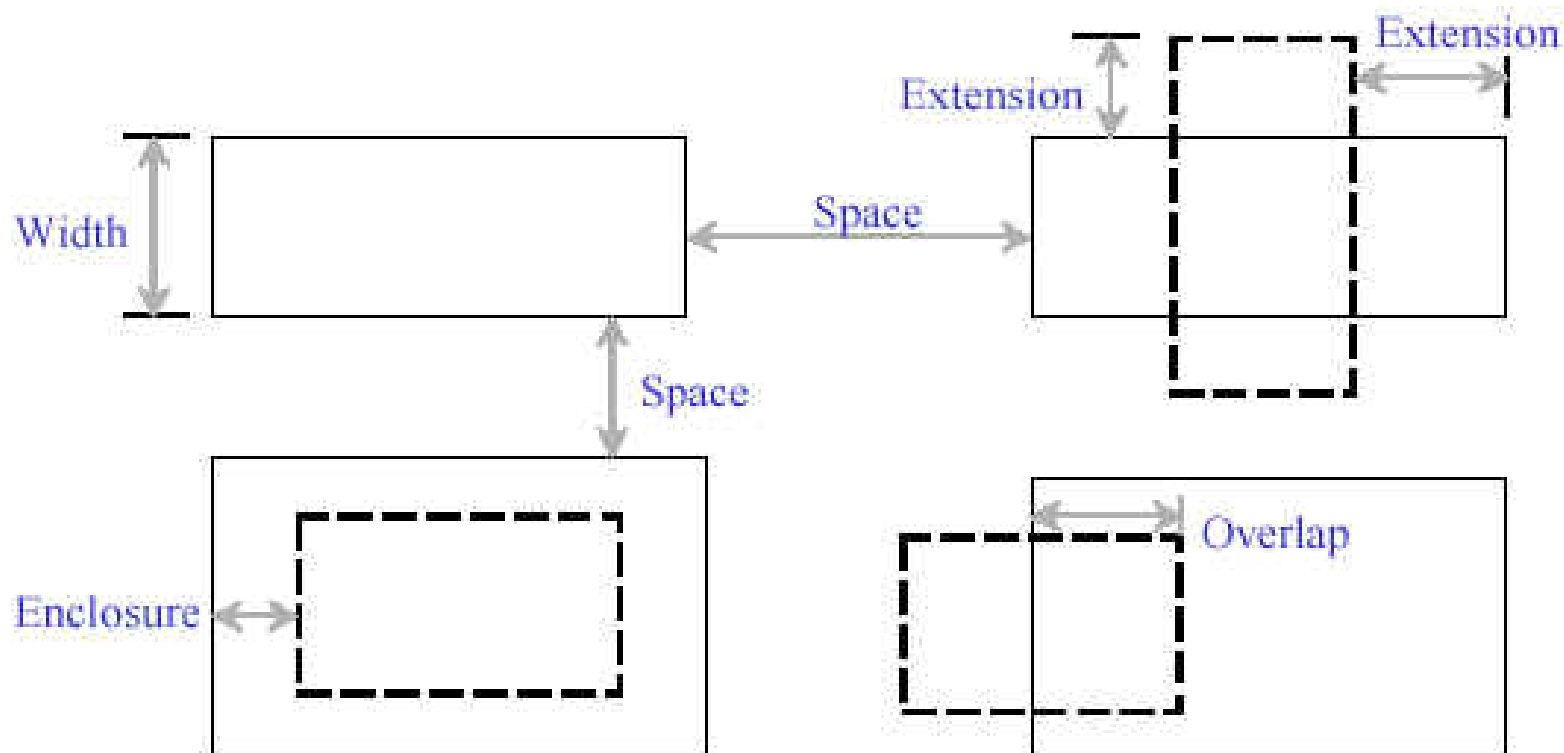 Extension
Extension
Width
Space
Space
Enclosure
Overlap